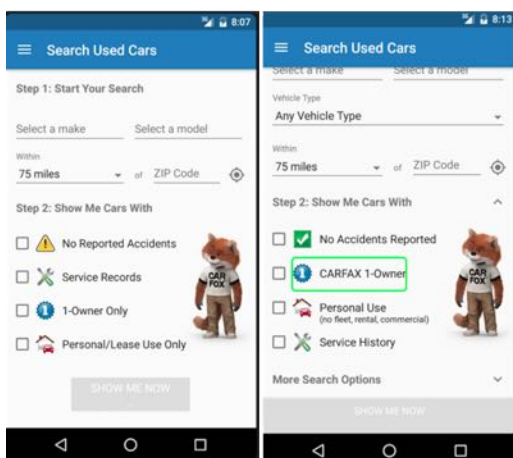 8:07
Search Used Cars
Step 1: Start Your Search
Select a make Select a model
Within
75 miles of ZIP Code
Step 2: Show Me Cars With
No Reported Accidents
Service Records
1-Owner Only
Personal/Lease Use Only
CAR FOX
SHOW ME NOW
8:13
Search Used Cars
Select a make Select a model
Vehicle Type
Any Vehicle Type
Within
75 miles of ZIP Code
Step 2: Show Me Cars With
No Accidents Reported
1 CARFAX 1-Owner
Personal Use
(no fleet, rental, commercial)
Service History
CAR FOX
More Search Options
SHOW ME NOW